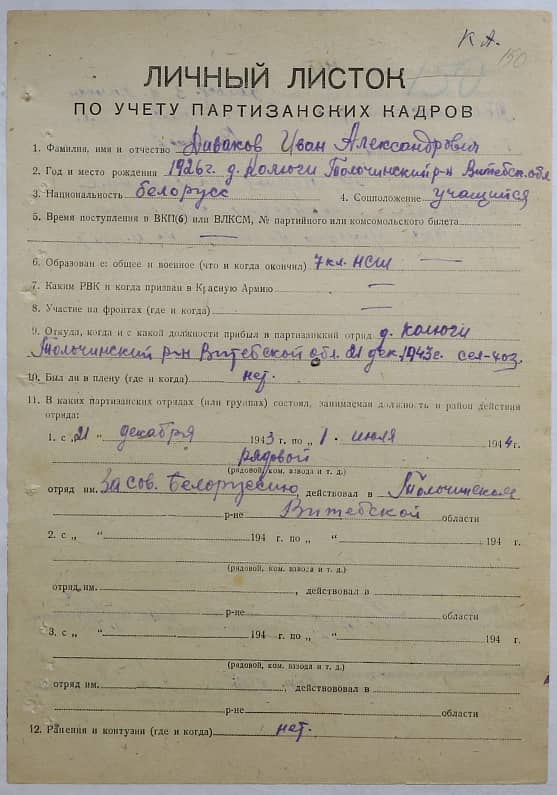 К А. 150
ЛИЧНЫЙ ЛИСТОК
ПО УЧЕТУ ПАРТИЗАНСКИХ КАДРОВ
1. Фамилия, имя и отчество Диваков Иван Александрович
2. Год и место рождения 1926г. д. Колюги Толочинский р-н Витебск. обл
3. Национальность белорусс 4. Соцположение учащийся
5. Время поступления в ВКП(б) или ВЛКСМ, № партийного или комсомольского билета
—
6. Образование: общее и военное (что и когда окончил) 7 кл. НСШ —
7. Каким РВК и когда призван в Красную Армию —
8. Участие на фронтах (где и когда) —
9. Откуда, когда и с какой должности прибыл в партизанский отряд д. Колюги
Толочинский р-н Витебской обл. 21 дек. 1943г. сел-хоз.
10. Был ли в плену (где и когда) нет.
11. В каких партизанских отрядах (или группах) состоял, занимаемая должность и район действия
отряда:
1. с „21 “ декабря 1943 г. по „ 1 - июля 1944 г.
рядовой
(рядовой, ком. взвода и т. д.)
отряд им. За сов. Белоруссию, действовал в Толочинском
р-не Витебской области
2. с „ “ 194 г. по „ “ 194 г.
(рядовой, ком. взвода и т. д.)
отряд им. , действовал в
р-не области
3. с „ “ 194 г. по „ “ 194 г.
(рядовой, ком. взвода и т. д.)
отряд им. , действововал в
р-не области
12. Ранения и контузии (где и когда) нет.